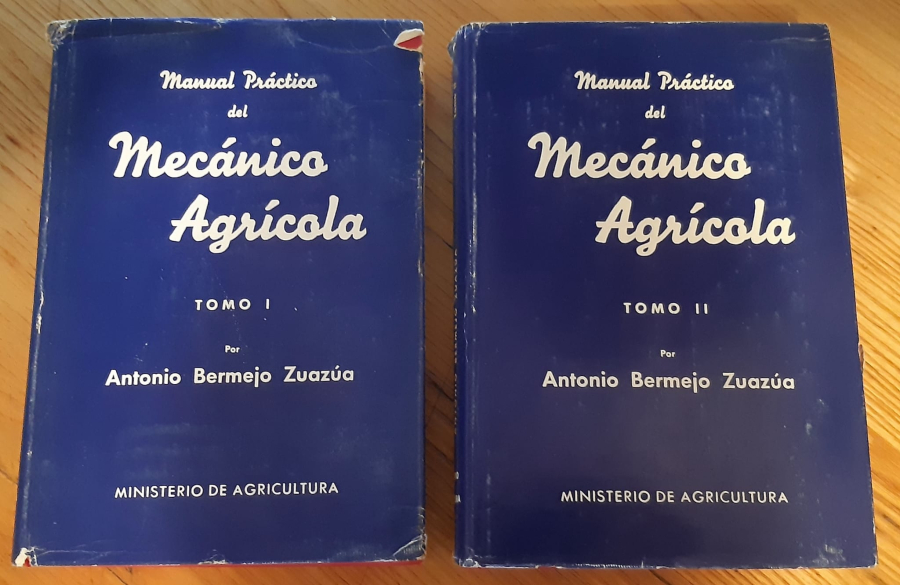 Manual Práctico
del
Mecánico
Agrícola
TOMO I
Por
Antonio Bermejo Zuazúa
MINISTERIO DE AGRICULTURA
Manual Práctico
del
Mecánico
Agrícola
TOMO II
Por
Antonio Bermejo Zuazúa
MINISTERIO DE AGRICULTURA